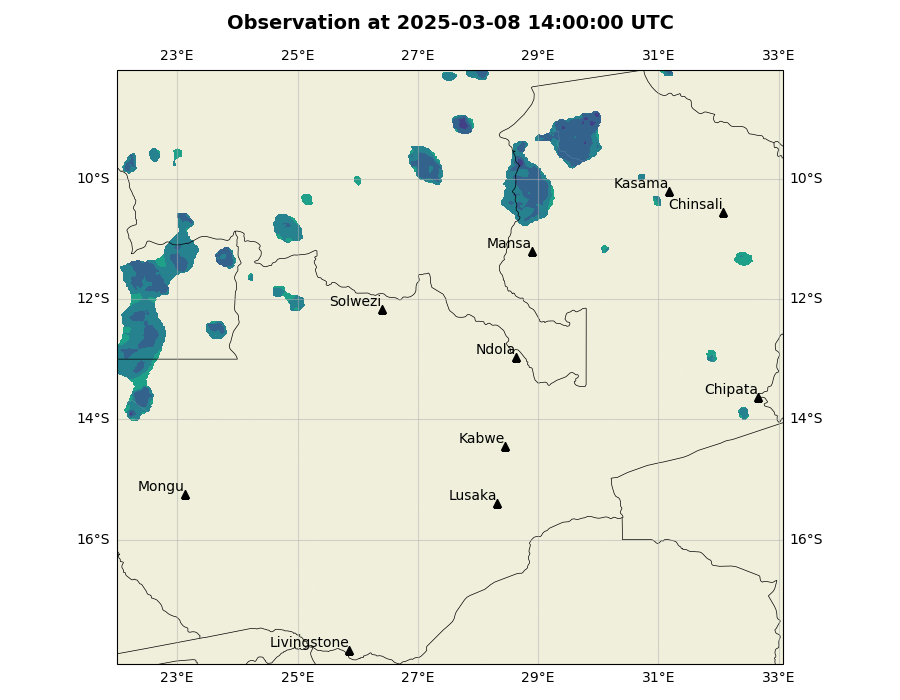 Observation at 2025-03-08 14:00:00 UTC
23°E 25°E 27°E 29°E 31°E 33°E
10°S 10°S
Kasama
Chinsali
Mansa
12°S 12°S
Solwezi
Ndola
Chipata
14°S 14°S
Kabwe
Mongu
Lusaka
16°S 16°S
Livingstone
23°E 25°E 27°E 29°E 31°E 33°E